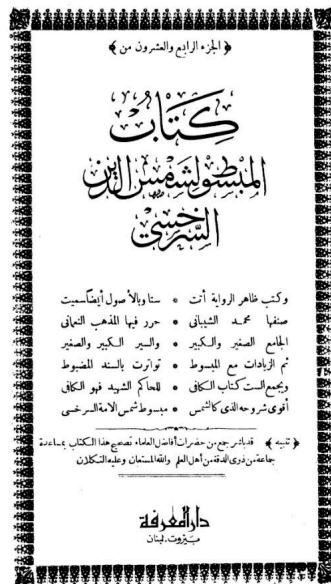 ﴿ الجزء الرابع والعشرون من ﴾
كتاب
المبسوط لشمس الدين
السرخسي
وكتب ظاهر الرواية أتت * ستا وبالأصول أيضا سميت
صنفها محمد الشيباني * حرر فيها المذهب النعماني
الجامع الصغير والكبير * والسير الكبير والصغير
ثم الزيادات مع المبسوط * تواترت بالسند المضبوط
ويجمع الست كتاب الكافي * للحاكم الشهيد فهو الكافي
أقوى شروحه الذي كالشمس * مبسوط شمس الأمة السرخسي
﴿ تنبيه ﴾ قد باشر جمع من حضرات أفاضل العلماء تصحيح هذا الكتاب بمساعدة
جماعة من ذوي الدقة من أهل العلم والله المستعان وعليه التكلان
دار المعرفة
بيروت . لبنان